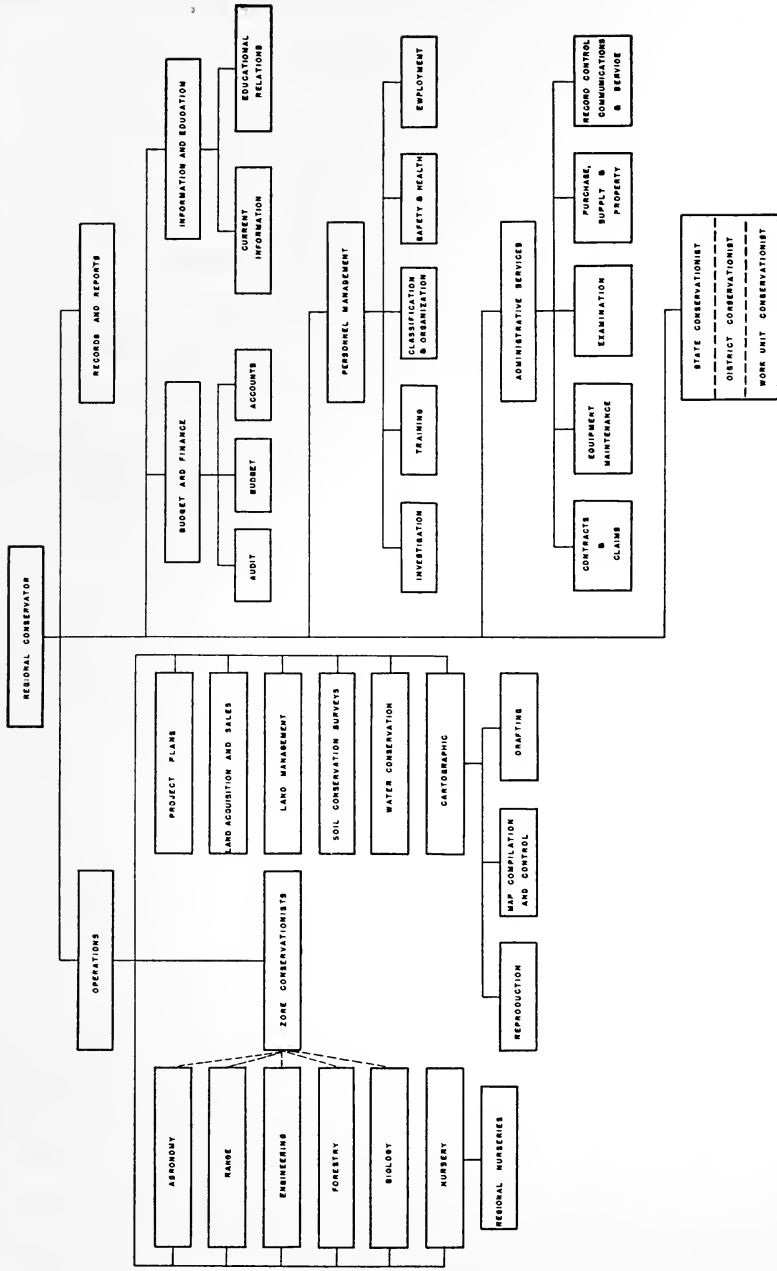 REGIONAL CONSERVATOR
OPERATIONS
RECORDS AND REPORTS
AGRONOMY
RANGE
ENGINEERING
FORESTRY
BIOLOGY
NURSERY
REGIONAL NURSERIES
ZONE CONSERVATIONISTS
PROJECT PLANS
LAND ACQUISITION AND SALES
LAND MANAGEMENT
SOIL CONSERVATION SURVEYS
WATER CONSERVATION
CARTOGRAPHIC
REPRODUCTION
MAP COMPILATION
AND CONTROL
DRAFTING
BUDGET AND FINANCE
AUDIT
BUDGET
ACCOUNTS
INFORMATION AND EDUCATION
CURRENT
INFORMATION
EDUCATIONAL
RELATIONS
PERSONNEL MANAGEMENT
INVESTIGATION
TRAINING
CLASSIFICATION
& ORGANIZATION
SAFETY & HEALTH
EMPLOYMENT
ADMINISTRATIVE SERVICES
CONTRACTS
&
CLAIMS
EQUIPMENT
MAINTENANCE
EXAMINATION
PURCHASE,
SUPPLY &
PROPERTY
RECORD CONTROL
COMMUNICATIONS
& SERVICE
STATE CONSERVATIONIST
DISTRICT CONSERVATIONIST
WORK UNIT CONSERVATIONIST